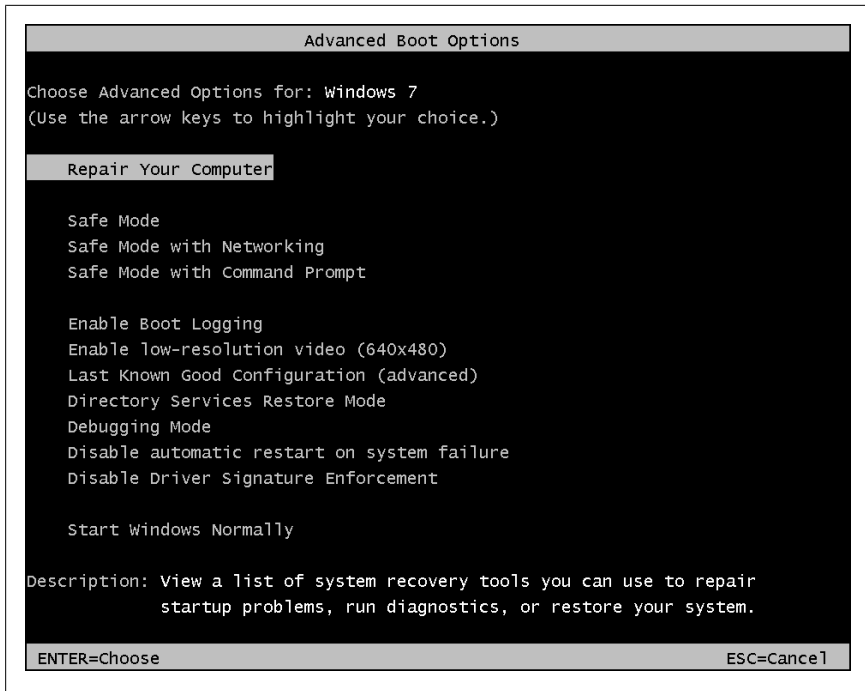 Advanced Boot Options
Choose Advanced Options for: Windows 7
(Use the arrow keys to highlight your choice.)
Repair Your Computer
Safe Mode
Safe Mode with Networking
Safe Mode with Command Prompt
Enable Boot Logging
Enable low-resolution video (640x480)
Last Known Good Configuration (advanced)
Directory Services Restore Mode
Debugging Mode
Disable automatic restart on system failure
Disable Driver Signature Enforcement
Start Windows Normally
Description: View a list of system recovery tools you can use to repair
startup problems, run diagnostics, or restore your system.
ENTER=Choose ESC=Cancel